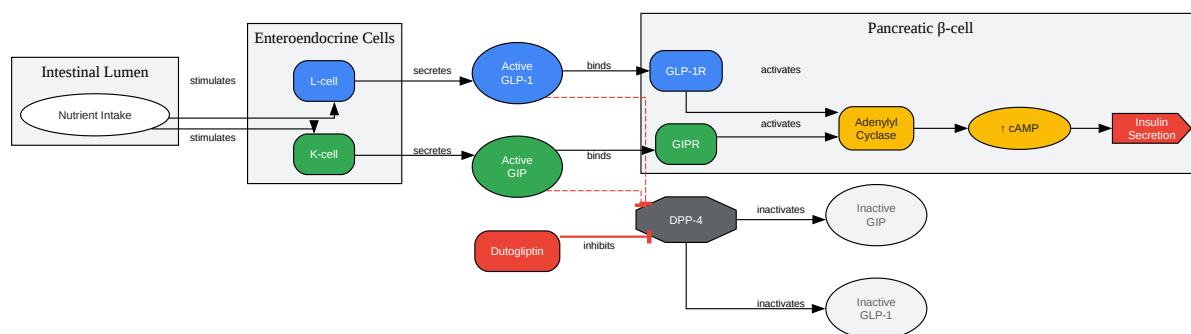 Pancreatic β-cell
Enteroendocrine Cells
Intestinal Lumen
Nutrient Intake
stimulates
stimulates
L-cell
K-cell
secretes
secretes
Active
GLP-1
Active
GIP
binds
binds
GLP-1R
GIPR
activates
activates
Adenylyl
Cyclase
↑ cAMP
Insulin
Secretion
Dutogliptin
inhibits
DPP-4
inactivates
Inactive
GIP
inactivates
Inactive
GLP-1